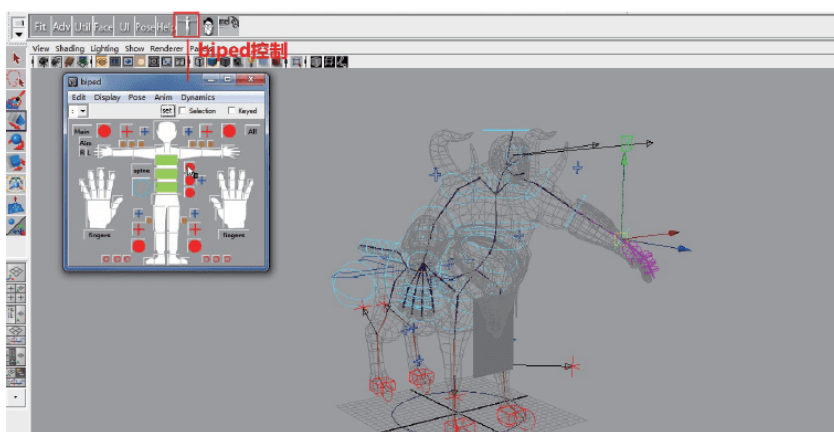 Fit Adv Util Face UI Pose Help
View Shading Lighting Show Renderer Panels
biped控制
biped
Edit Display Pose Anim Dynamics
: set Selection Keyed
Main All
R L
spine
fingers fingers